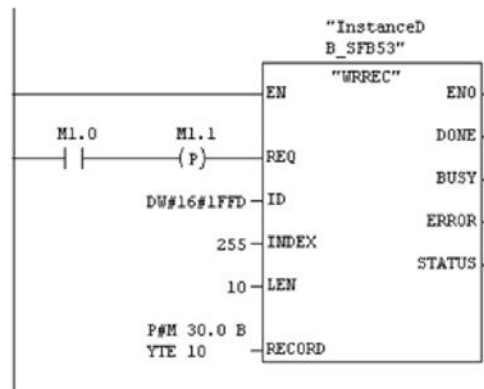 "InstanceD
B_SFB53"
"WRREC"
EN ENO
DONE
M1.0 M1.1
(P) REQ
BUSY
DW#16#1FFD ID
ERROR
255 INDEX
STATUS
10 LEN
P#M 30.0 B
YTE 10 RECORD